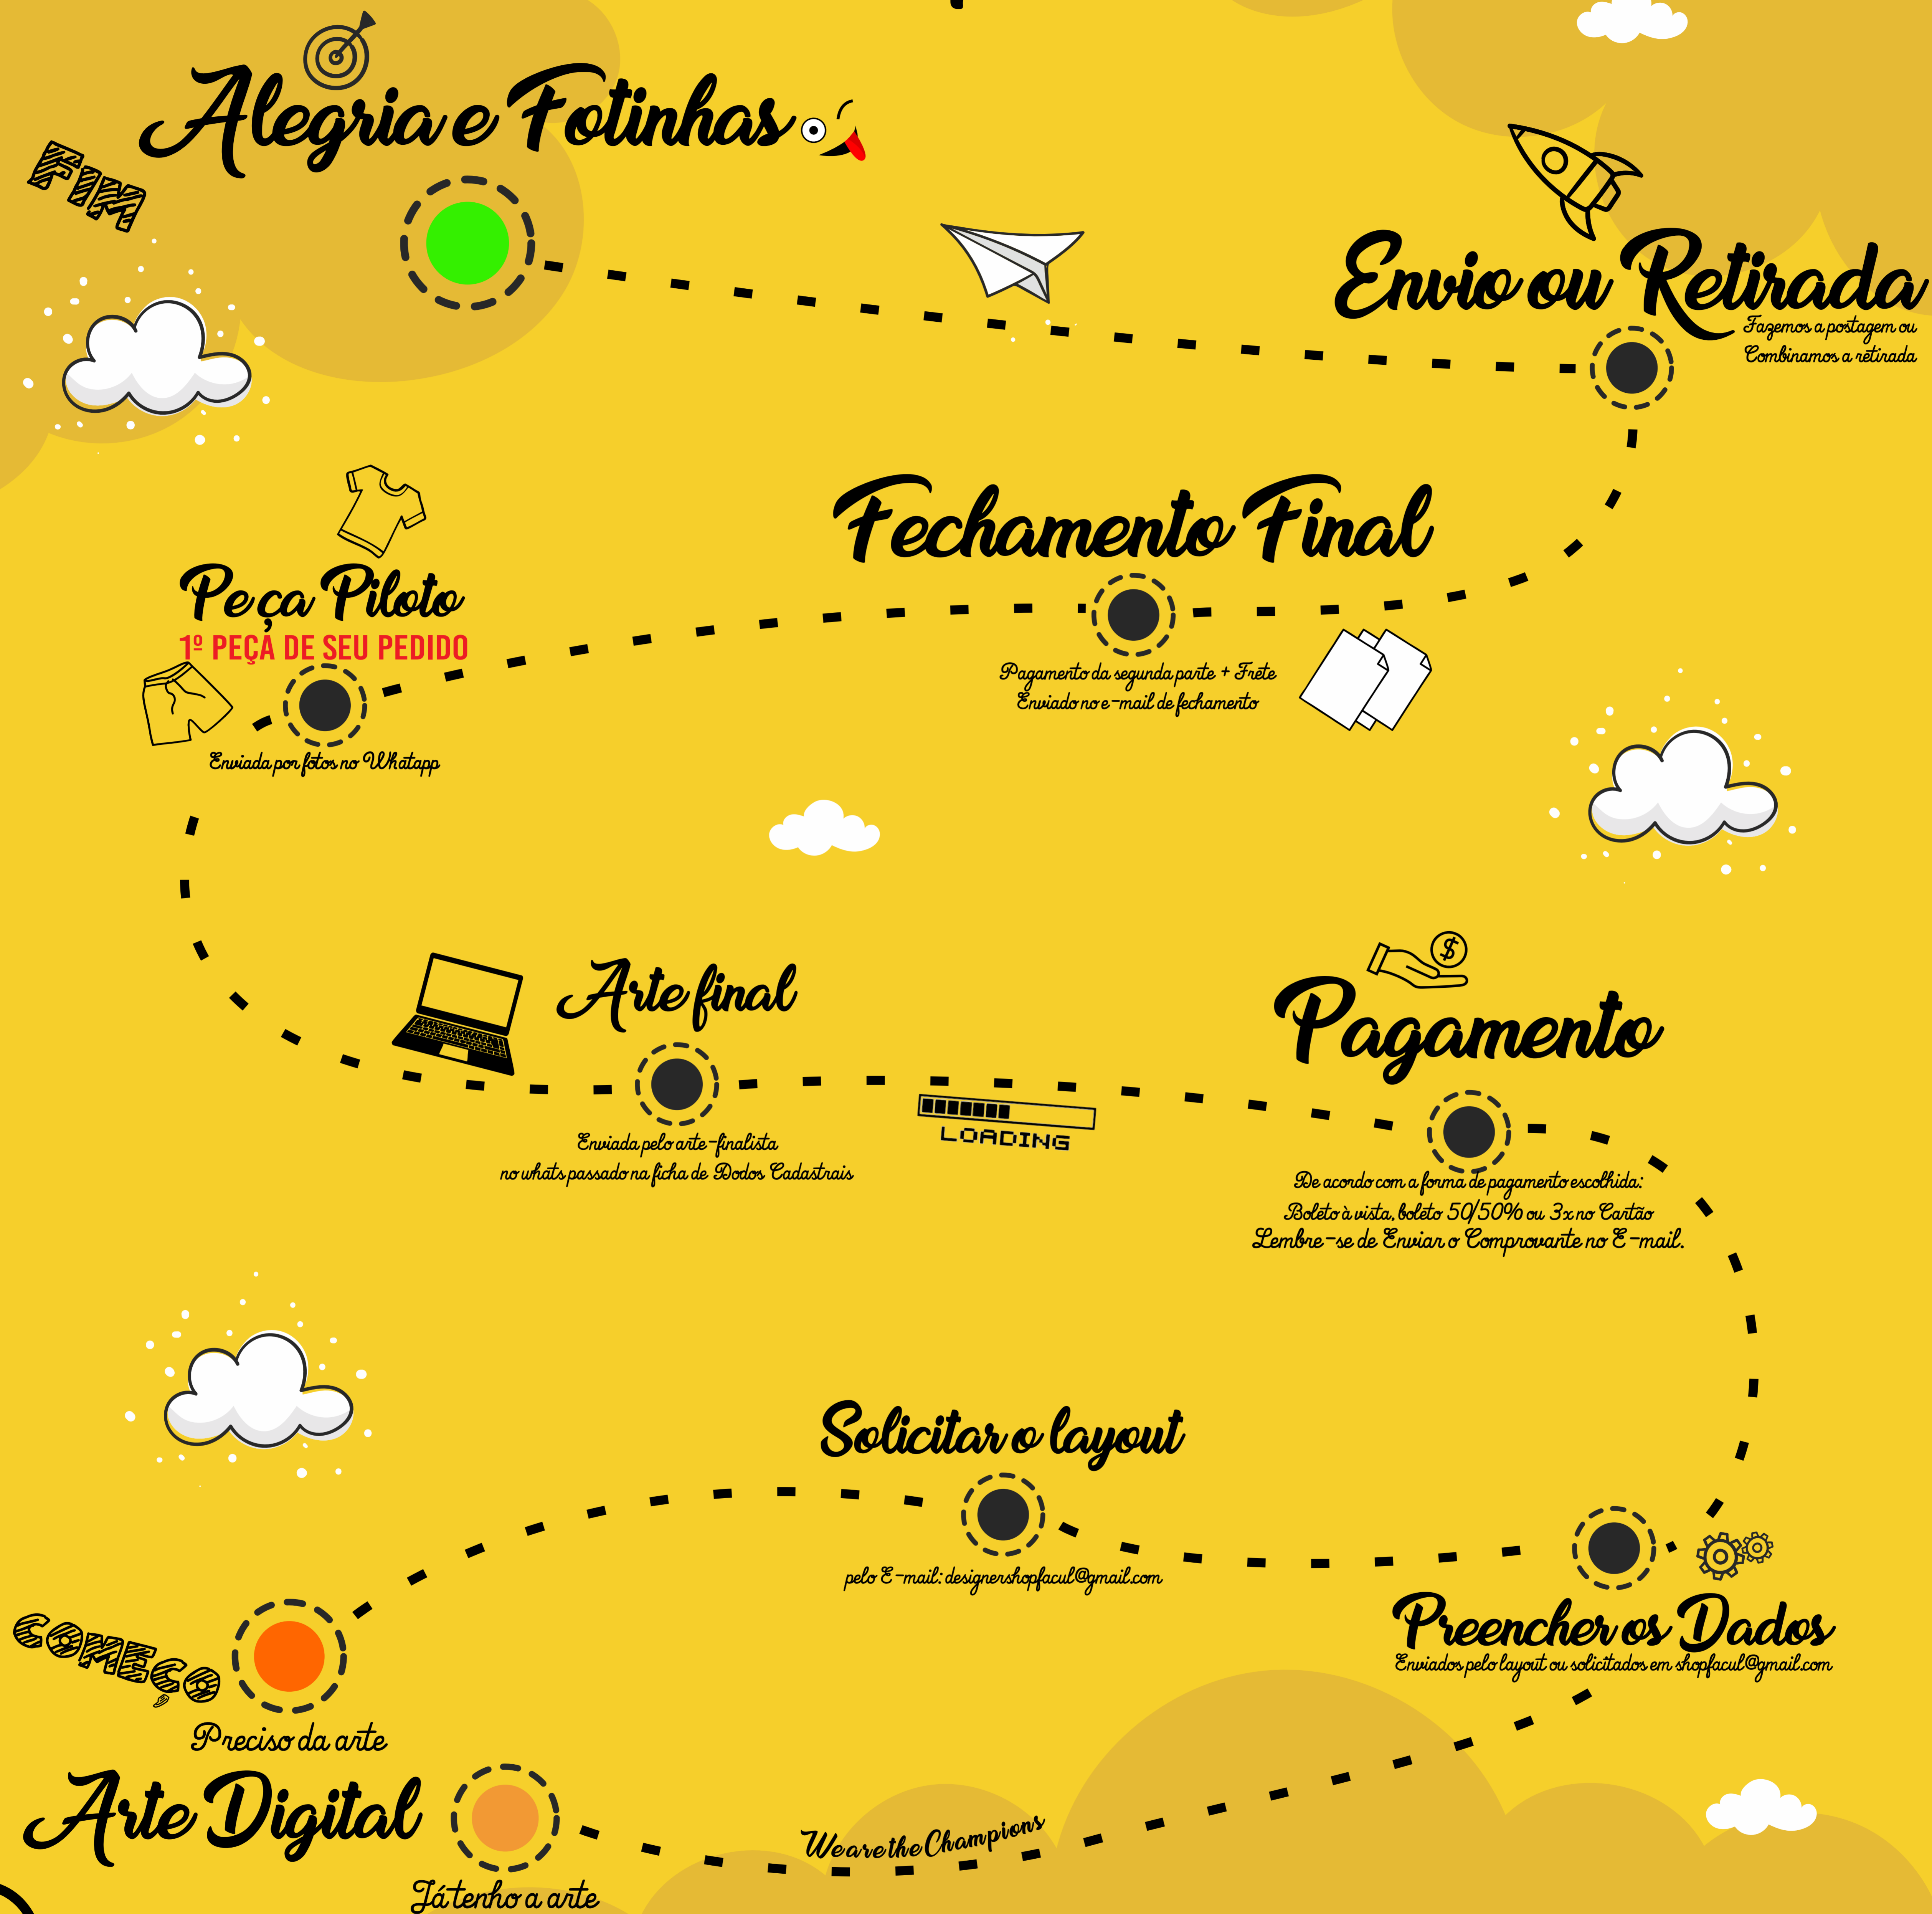 Alegria e Fotinhas
FIM
Envio ou Retirada
Fazemos a postagem ou
Combinamos a retirada
Fechamento Final
Pagamento da segunda parte + Frete
Enviado no e-mail de fechamento
Peça Piloto
1º PEÇA DE SEU PEDIDO
Enviada por fotos no Whatapp
Arte final
Enviada pelo arte-finalista
no whats passado na ficha de Dodos Cadastrais
LOADING
$
Pagamento
De acordo com a forma de pagamento escolhida:
Boleto à vista, boleto 50/50% ou 3x no Cartão
Lembre-se de Enviar o Comprovante no E-mail.
Solicitar o layout
pelo E-mail: designershopfacul@gmail.com
Preencher os Dados
Enviados pelo layout ou solicitados em shopfacul@gmail.com
COMEÇO
Preciso da arte
Arte Digital
Já tenho a arte
We are the Champions